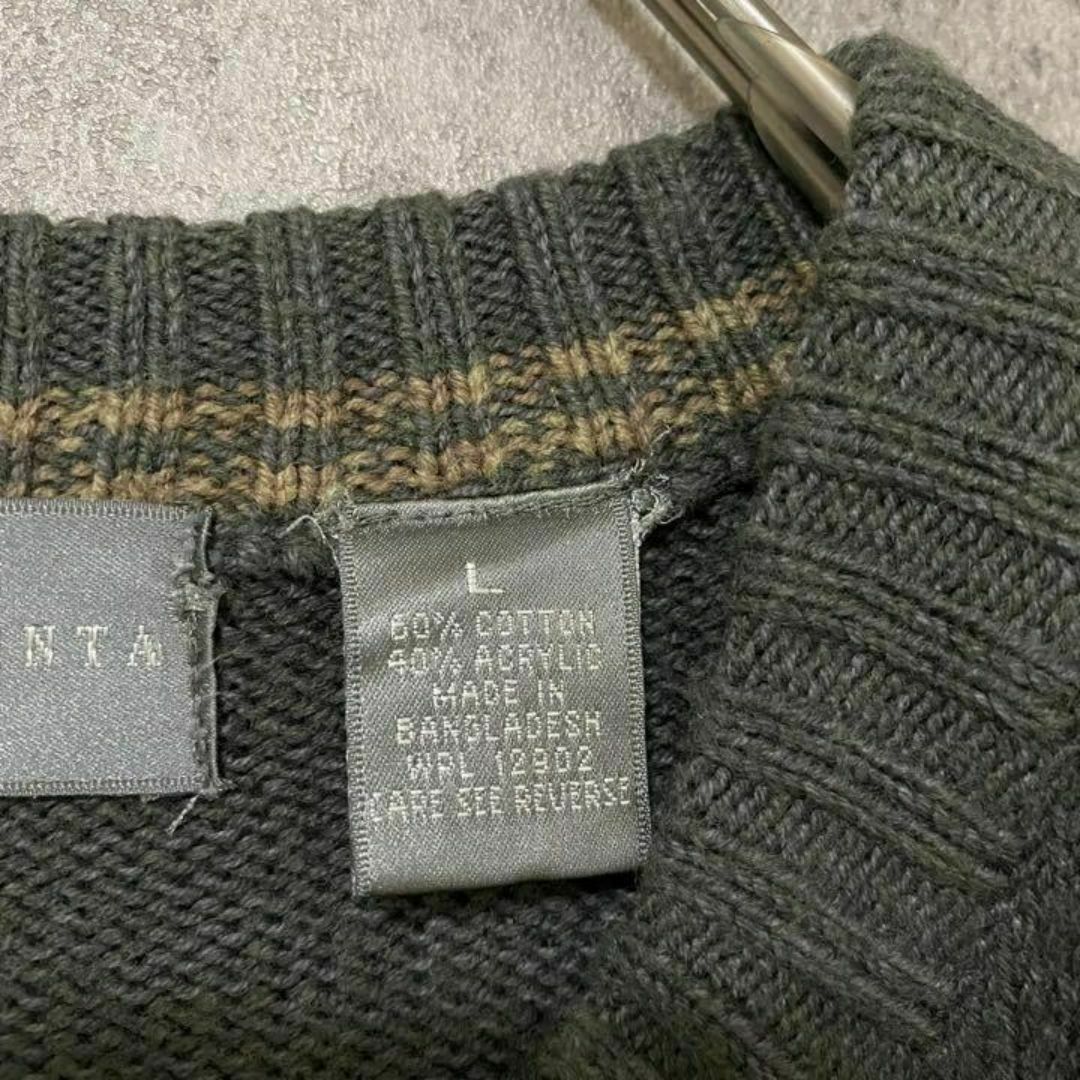 NTA
L
60% COTTON
40% ACRYLIC
MADE IN
BANGLADESH
WPL 12902
CARE SEE REVERSE